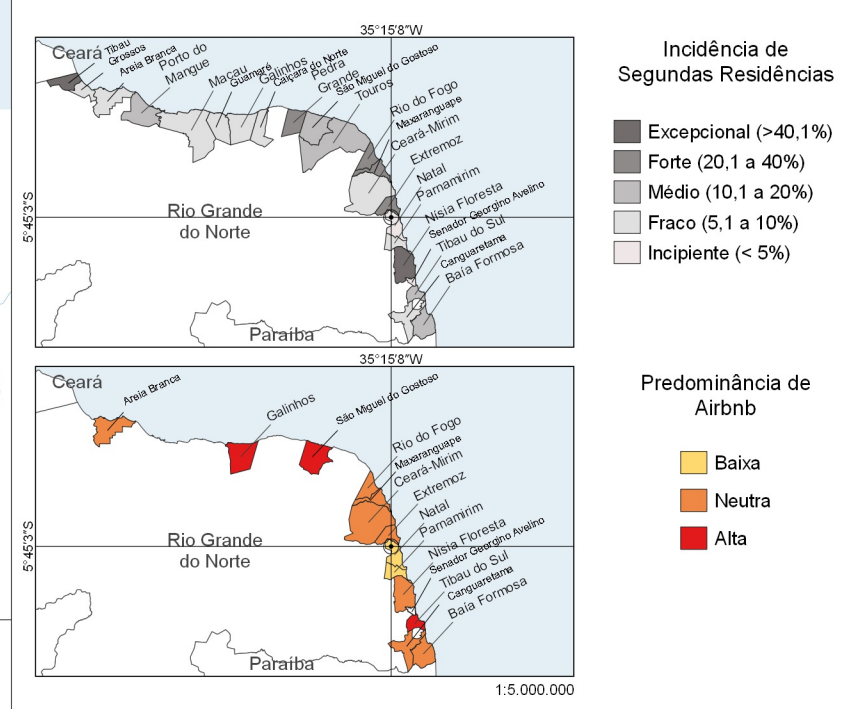 35°15'8"W
Ceará
Tibau
Grossos
Areia Branca
Porto do
Mangue
Macau
Guamaré
Galinhos
Caiçara do Norte
Pedra
Grande
São Miguel do Gostoso
Touros
Rio do Fogo
Maxaranguape
Ceará-Mirim
Extremoz
Natal
Parnamirim
Nísia Floresta
Senador Georgino Avelino
Tibau do Sul
Canguaretama
Baía Formosa
5°45'3"S
Rio Grande
do Norte
Paraíba
Incidência de
Segundas Residências
Excepcional (>40,1%)
Forte (20,1 a 40%)
Médio (10,1 a 20%)
Fraco (5,1 a 10%)
Incipiente (< 5%)
35°15'8"W
Ceará
Areia Branca
Galinhos
São Miguel do Gostoso
Rio do Fogo
Maxaranguape
Ceará-Mirim
Extremoz
Natal
Parnamirim
Nísia Floresta
Senador Georgino Avelino
Tibau do Sul
Canguaretama
Baía Formosa
5°45'3"S
Rio Grande
do Norte
Paraíba
Predominância de
Airbnb
Baixa
Neutra
Alta
1:5.000.000